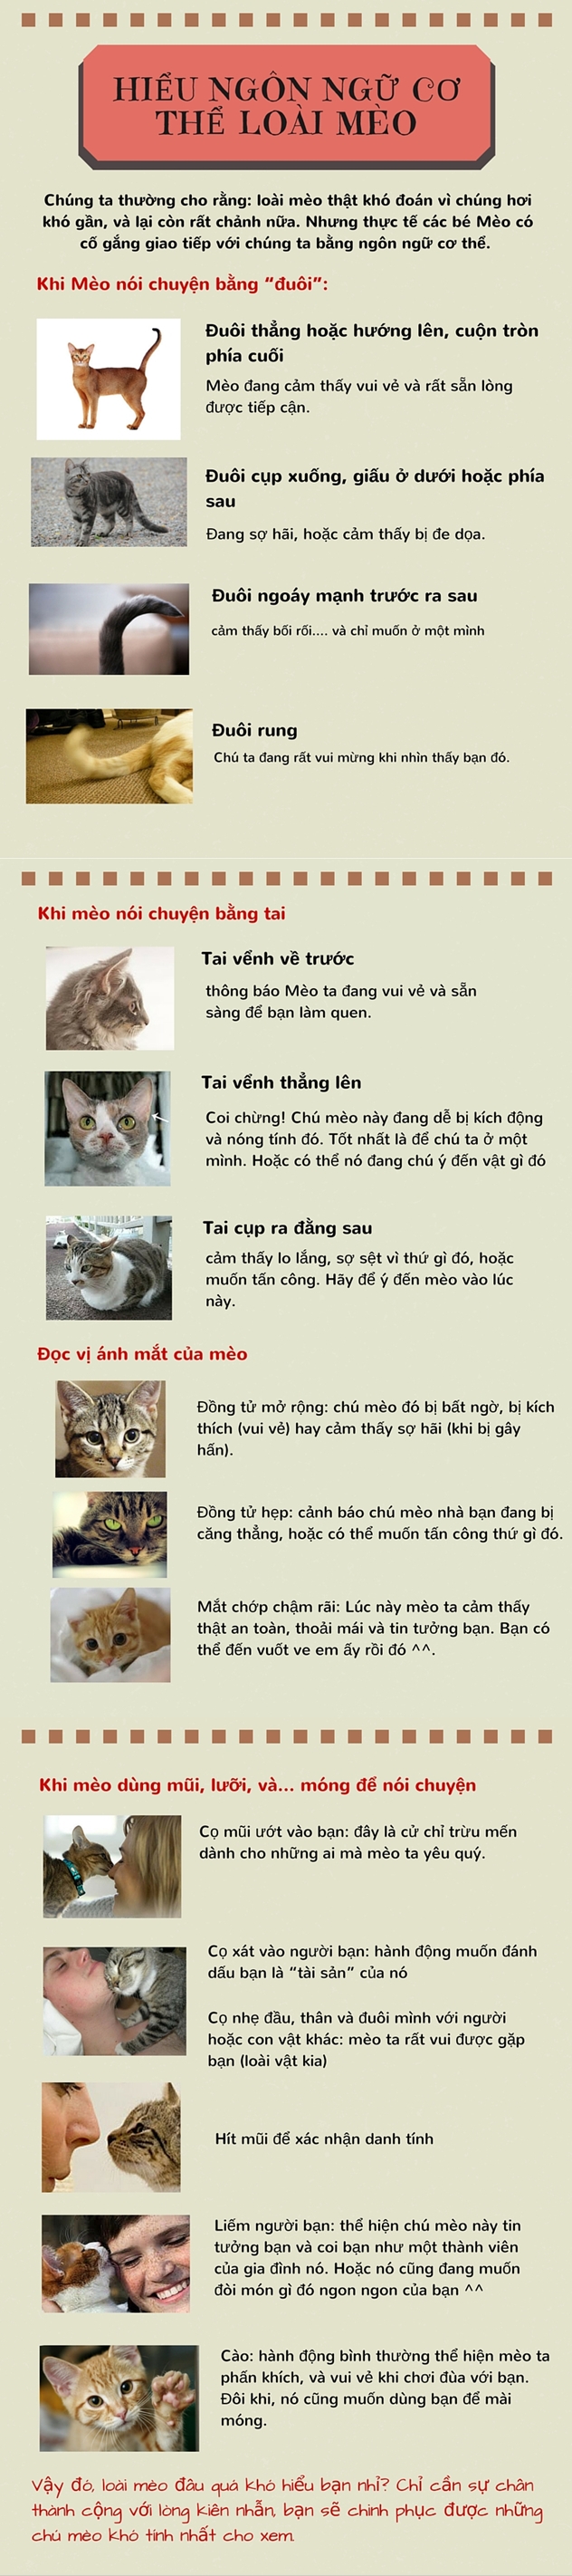 HIỂU NGÔN NGỮ CƠ
THỂ LOÀI MÈO
Chúng ta thường cho rằng: loài mèo thật khó đoán vì chúng hơi
khó gần, và lại còn rất chảnh nữa. Nhưng thực tế các bé Mèo có
cố gắng giao tiếp với chúng ta bằng ngôn ngữ cơ thể.
Khi Mèo nói chuyện bằng “đuôi”:
Đuôi thẳng hoặc hướng lên, cuộn tròn
phía cuối
Mèo đang cảm thấy vui vẻ và rất sẵn lòng
được tiếp cận.
Đuôi cụp xuống, giấu ở dưới hoặc phía
sau
Đang sợ hãi, hoặc cảm thấy bị đe dọa.
Đuôi ngoáy mạnh trước ra sau
cảm thấy bối rối.... và chỉ muốn ở một mình
Đuôi rung
Chú ta đang rất vui mừng khi nhìn thấy bạn đó.
Khi mèo nói chuyện bằng tai
Tai vểnh về trước
thông báo Mèo ta đang vui vẻ và sẵn
sàng để bạn làm quen.
Tai vểnh thẳng lên
Coi chừng! Chú mèo này đang dễ bị kích động
và nóng tính đó. Tốt nhất là để chú ta ở một
mình. Hoặc có thể nó đang chú ý đến vật gì đó
Tai cụp ra đằng sau
cảm thấy lo lắng, sợ sệt vì thứ gì đó, hoặc
muốn tấn công. Hãy để ý đến mèo vào lúc
này.
Đọc vị ánh mắt của mèo
Đồng tử mở rộng: chú mèo đó bị bất ngờ, bị kích
thích (vui vẻ) hay cảm thấy sợ hãi (khi bị gây
hấn).
Đồng tử hẹp: cảnh báo chú mèo nhà bạn đang bị
căng thẳng, hoặc có thể muốn tấn công thứ gì đó.
Mắt chớp chậm rãi: Lúc này mèo ta cảm thấy
thật an toàn, thoải mái và tin tưởng bạn. Bạn có
thể đến vuốt ve em ấy rồi đó ^^.
Khi mèo dùng mũi, lưỡi, và... móng để nói chuyện
Cọ mũi ướt vào bạn: đây là cử chỉ trừu mến
dành cho những ai mà mèo ta yêu quý.
Cọ xát vào người bạn: hành động muốn đánh
dấu bạn là “tài sản” của nó
Cọ nhẹ đầu, thân và đuôi mình với người
hoặc con vật khác: mèo ta rất vui được gặp
bạn (loài vật kia)
Hít mũi để xác nhận danh tính
Liếm người bạn: thể hiện chú mèo này tin
tưởng bạn và coi bạn như một thành viên
của gia đình nó. Hoặc nó cũng đang muốn
đòi món gì đó ngon ngon của bạn ^^
Cào: hành động bình thường thể hiện mèo ta
phấn khích, và vui vẻ khi chơi đùa với bạn.
Đôi khi, nó cũng muốn dùng bạn để mài
móng.
Vậy đó, loài mèo đâu quá khó hiểu bạn nhỉ? Chỉ cần sự chân
thành cộng với lòng kiên nhẫn, bạn sẽ chinh phục được những
chú mèo khó tính nhất cho xem.